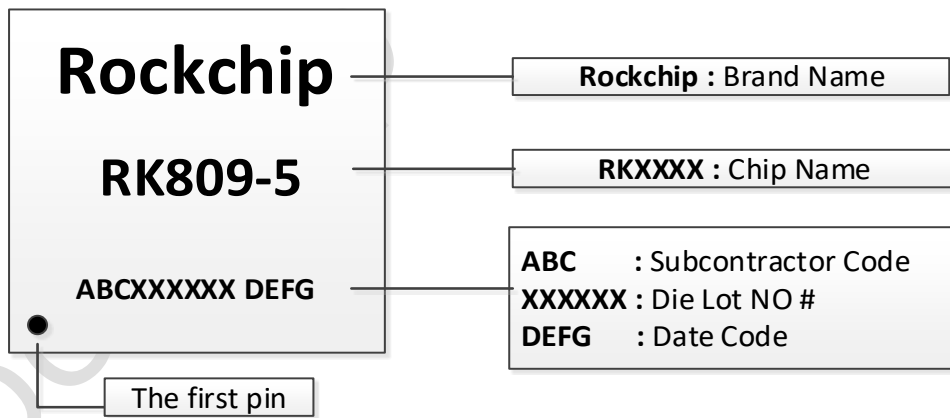 Rockchip
RK809-5
ABCXXXXXX DEFG
Rockchip : Brand Name
RKXXXX : Chip Name
ABC : Subcontractor Code
XXXXXX : Die Lot NO #
DEFG : Date Code
The first pin